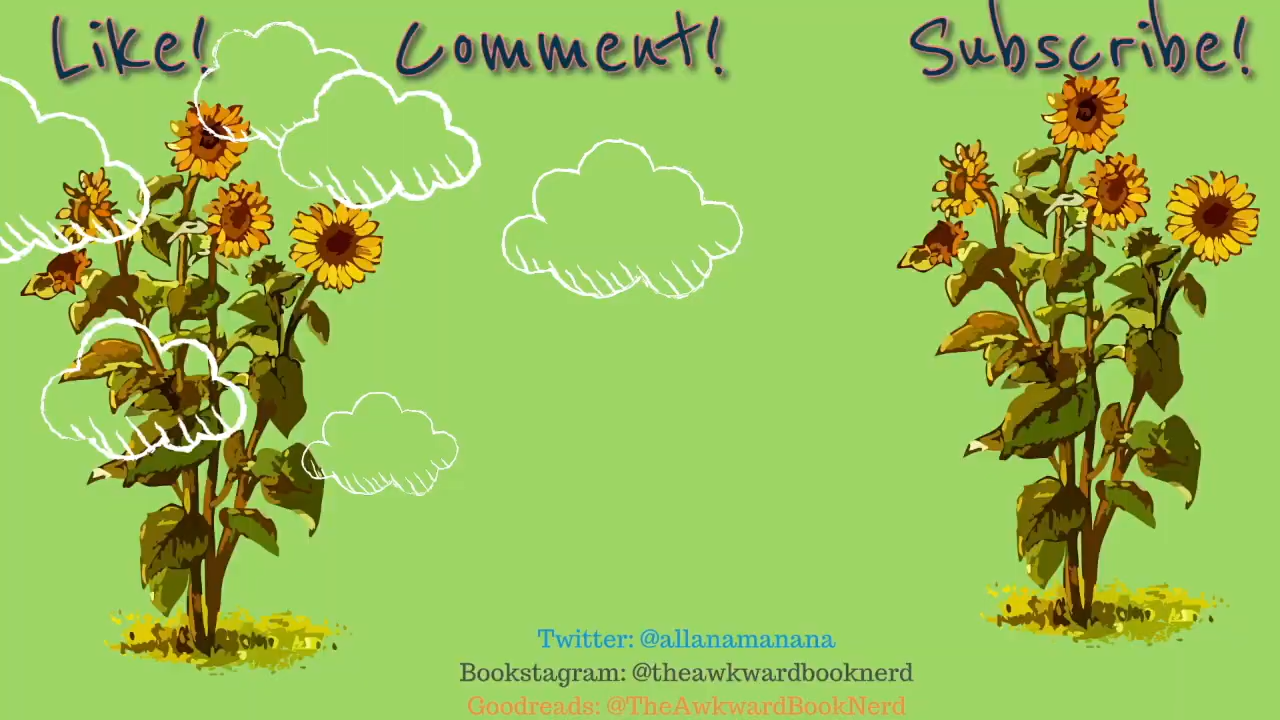 Like! Comment! Subscribe!
Twitter: @allanamanana
Bookstagram: @theawkwardbooknerd
Goodreads: @TheAwkwardBookNerd